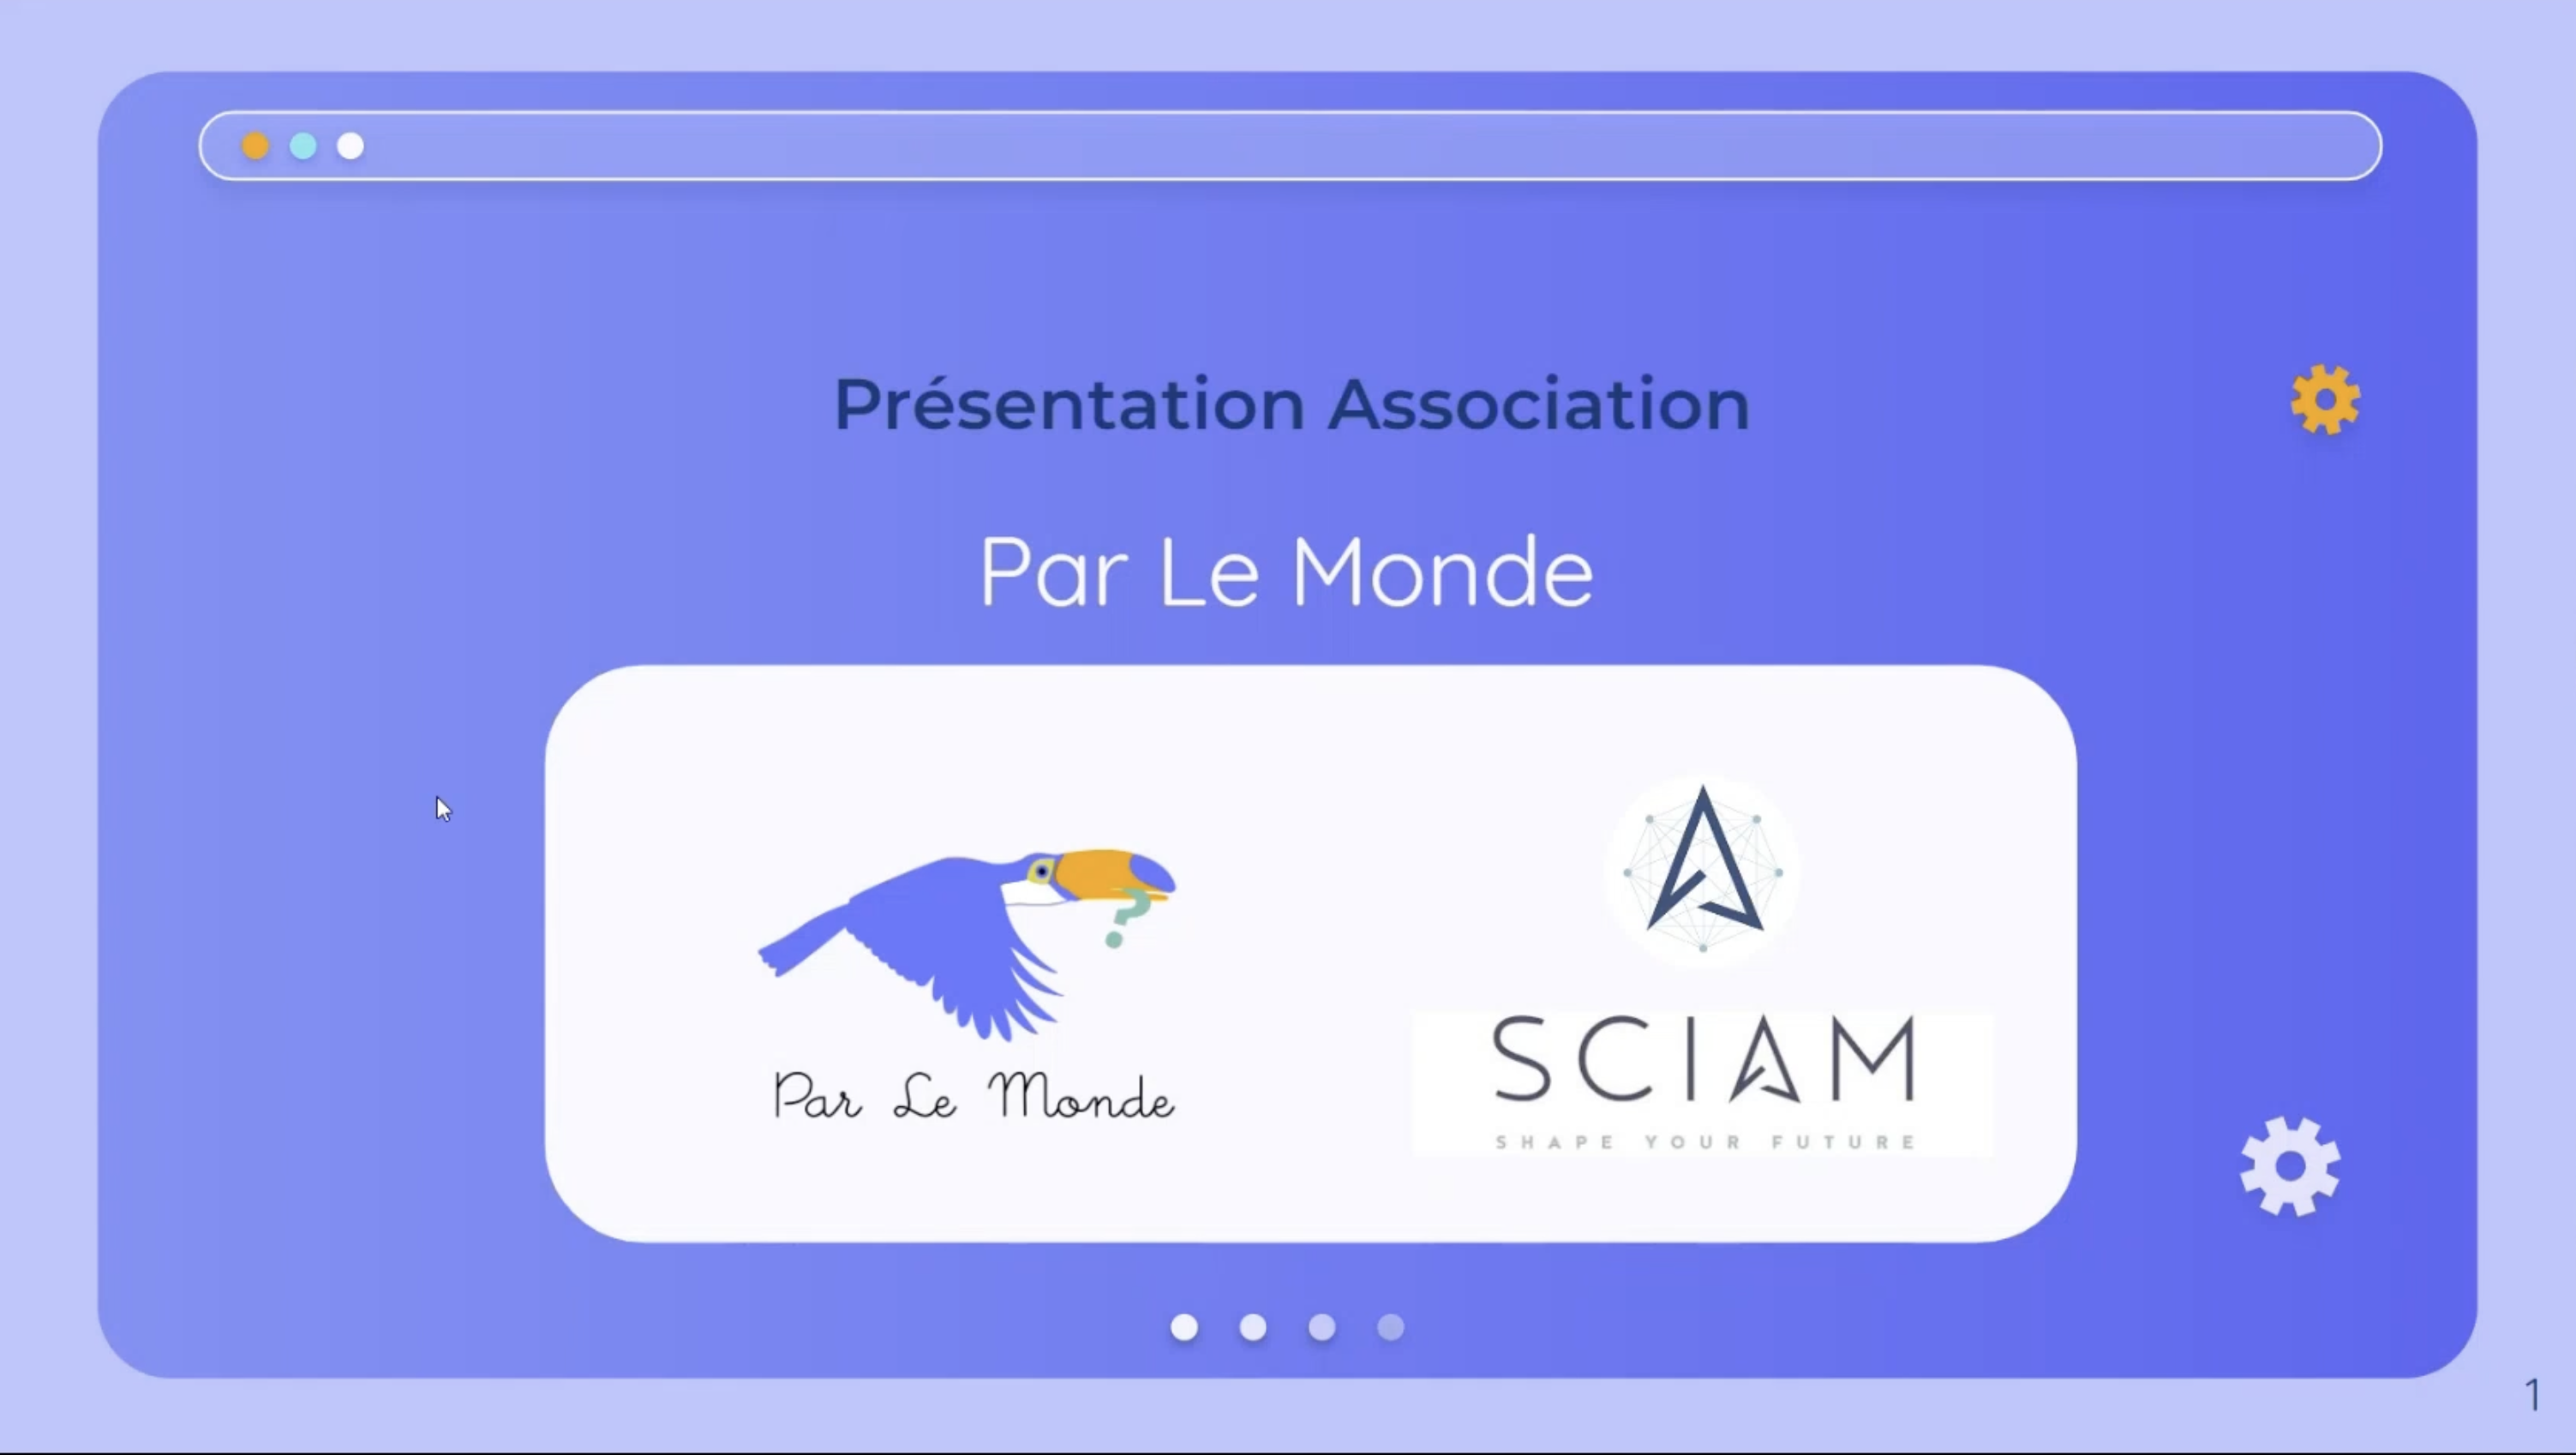 Présentation Association
Par Le Monde
?
Par Le Monde
SCIAM
SHAPE YOUR FUTURE
1